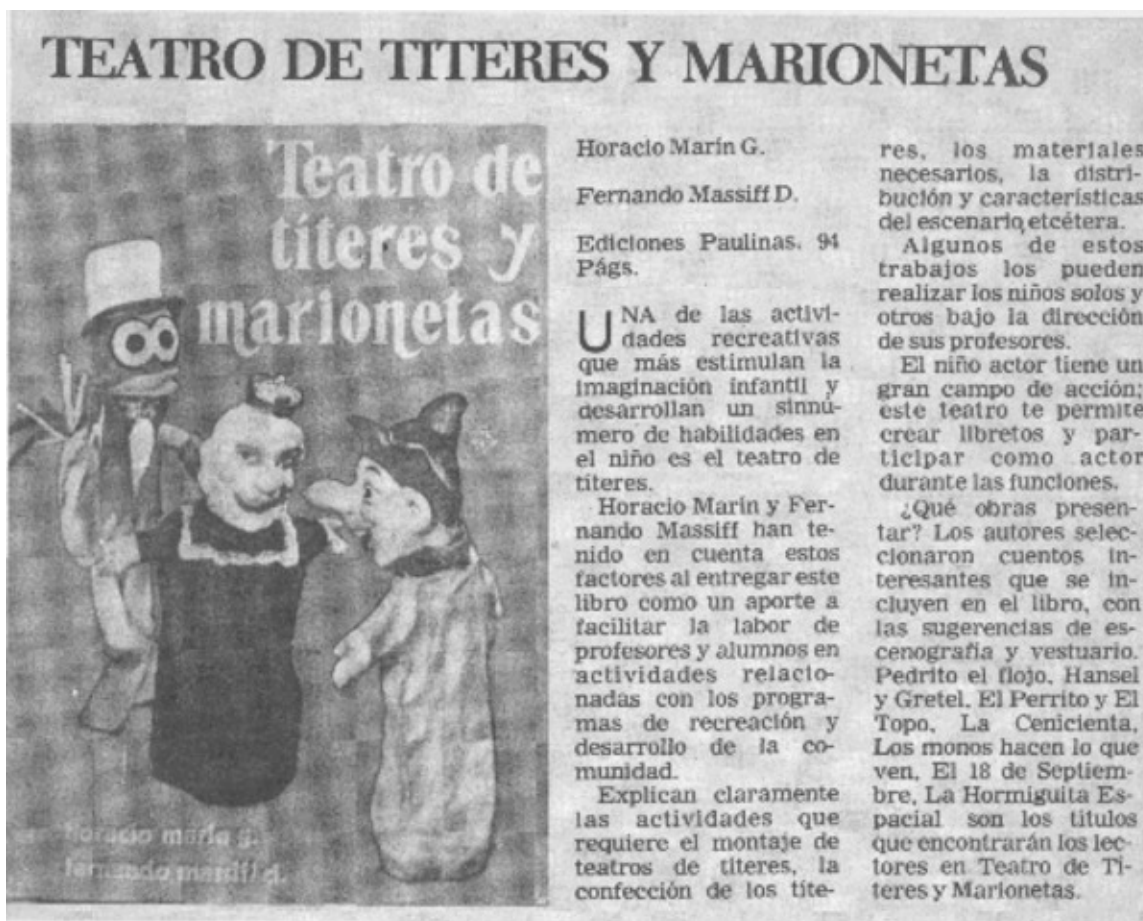 TEATRO DE TITERES Y MARIONETAS
Teatro de
títeres y
marionetas
horacio marín g.
fernando massiff d.
Horacio Marín G.
Fernando Massiff D.
Ediciones Paulinas. 94
Págs.
UNA de las activi-
dades recreativas
que más estimulan la
imaginación infantil y
desarrollan un sinnú-
mero de habilidades en
el niño es el teatro de
títeres.
Horacio Marín y Fer-
nando Massiff han te-
nido en cuenta estos
factores al entregar este
libro como un aporte a
facilitar la labor de
profesores y alumnos en
actividades relacio-
nadas con los progra-
mas de recreación y
desarrollo de la co-
munidad.
Explican claramente
las actividades que
requiere el montaje de
teatros de títeres, la
confección de los títe-
res, los materiales
necesarios, la distri-
bución y características
del escenario, etcétera.
Algunos de estos
trabajos los pueden
realizar los niños solos y
otros bajo la dirección
de sus profesores.
El niño actor tiene un
gran campo de acción;
este teatro te permite
crear libretos y par-
ticipar como actor
durante las funciones.
¿Qué obras presen-
tar? Los autores selec-
cionaron cuentos in-
teresantes que se in-
cluyen en el libro, con
las sugerencias de es-
cenografía y vestuario.
Pedrito el flojo, Hansel
y Gretel, El Perrito y El
Topo, La Cenicienta,
Los monos hacen lo que
ven, El 18 de Septiem-
bre, La Hormiguita Es-
pacial son los títulos
que encontrarán los lec-
tores en Teatro de Tí-
teres y Marionetas.